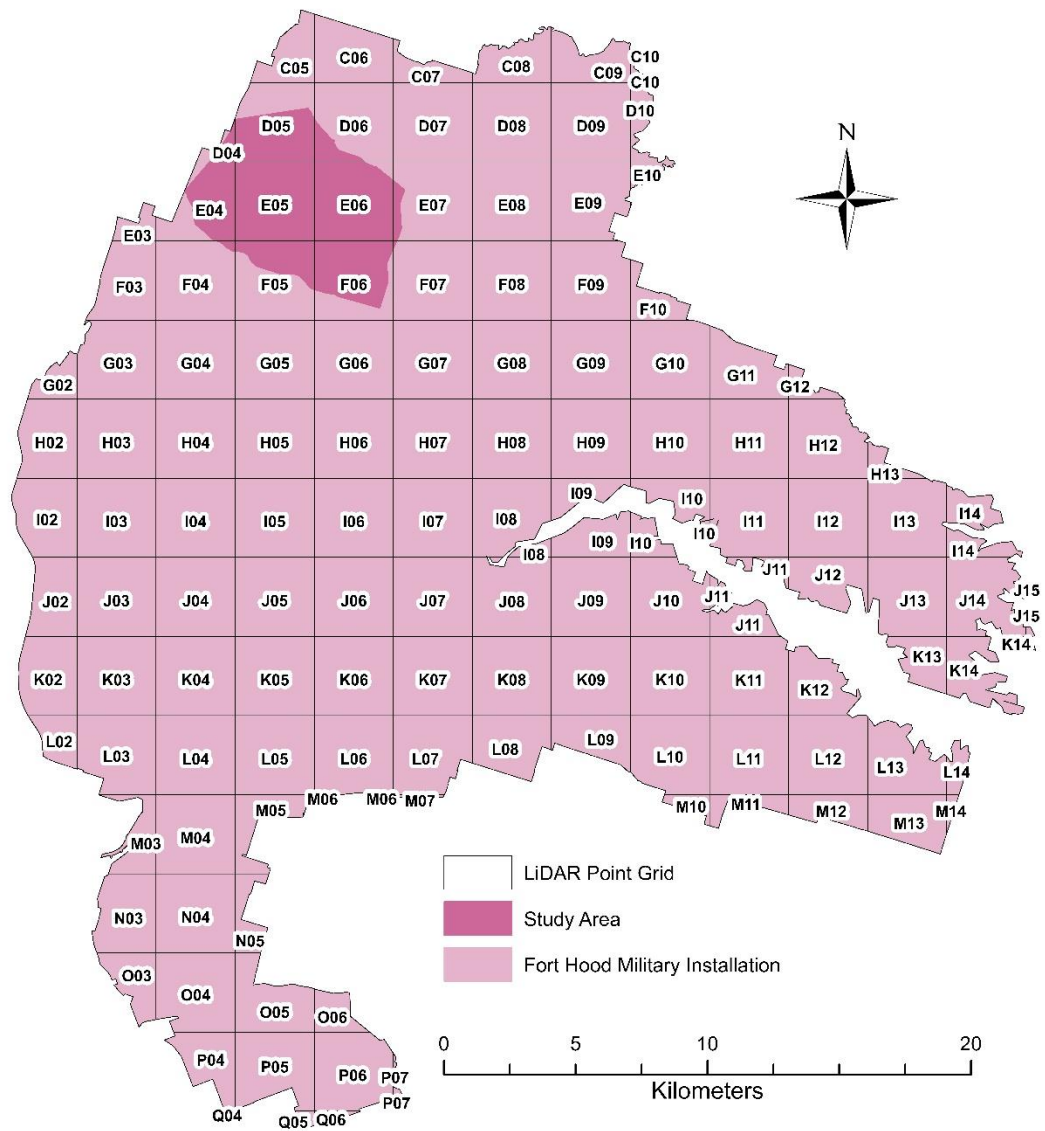 C05 C06 C07 C08 C09 C10
C10
D04 D05 D06 D07 D08 D09 D10
N
E03 E04 E05 E06 E07 E08 E09 E10
F03 F04 F05 F06 F07 F08 F09 F10
G02 G03 G04 G05 G06 G07 G08 G09 G10 G11 G12
H02 H03 H04 H05 H06 H07 H08 H09 H10 H11 H12 H13
I02 I03 I04 I05 I06 I07 I08 I09 I10 I11 I12 I13 I14
I08 I09 I10 I10 I14
J02 J03 J04 J05 J06 J07 J08 J09 J10 J11 J11 J12 J13 J14 J15
J11 J15
K02 K03 K04 K05 K06 K07 K08 K09 K10 K11 K12 K13 K14 K14
L02 L03 L04 L05 L06 L07 L08 L09 L10 L11 L12 L13 L14
M03 M04 M05 M06 M06 M07 M10 M11 M12 M13 M14
LiDAR Point Grid
Study Area
Fort Hood Military Installation
N03 N04 N05
O03 O04 O05 O06
P04 P05 P06 P07
P07
Q04 Q05 Q06
0 5 10 20
Kilometers